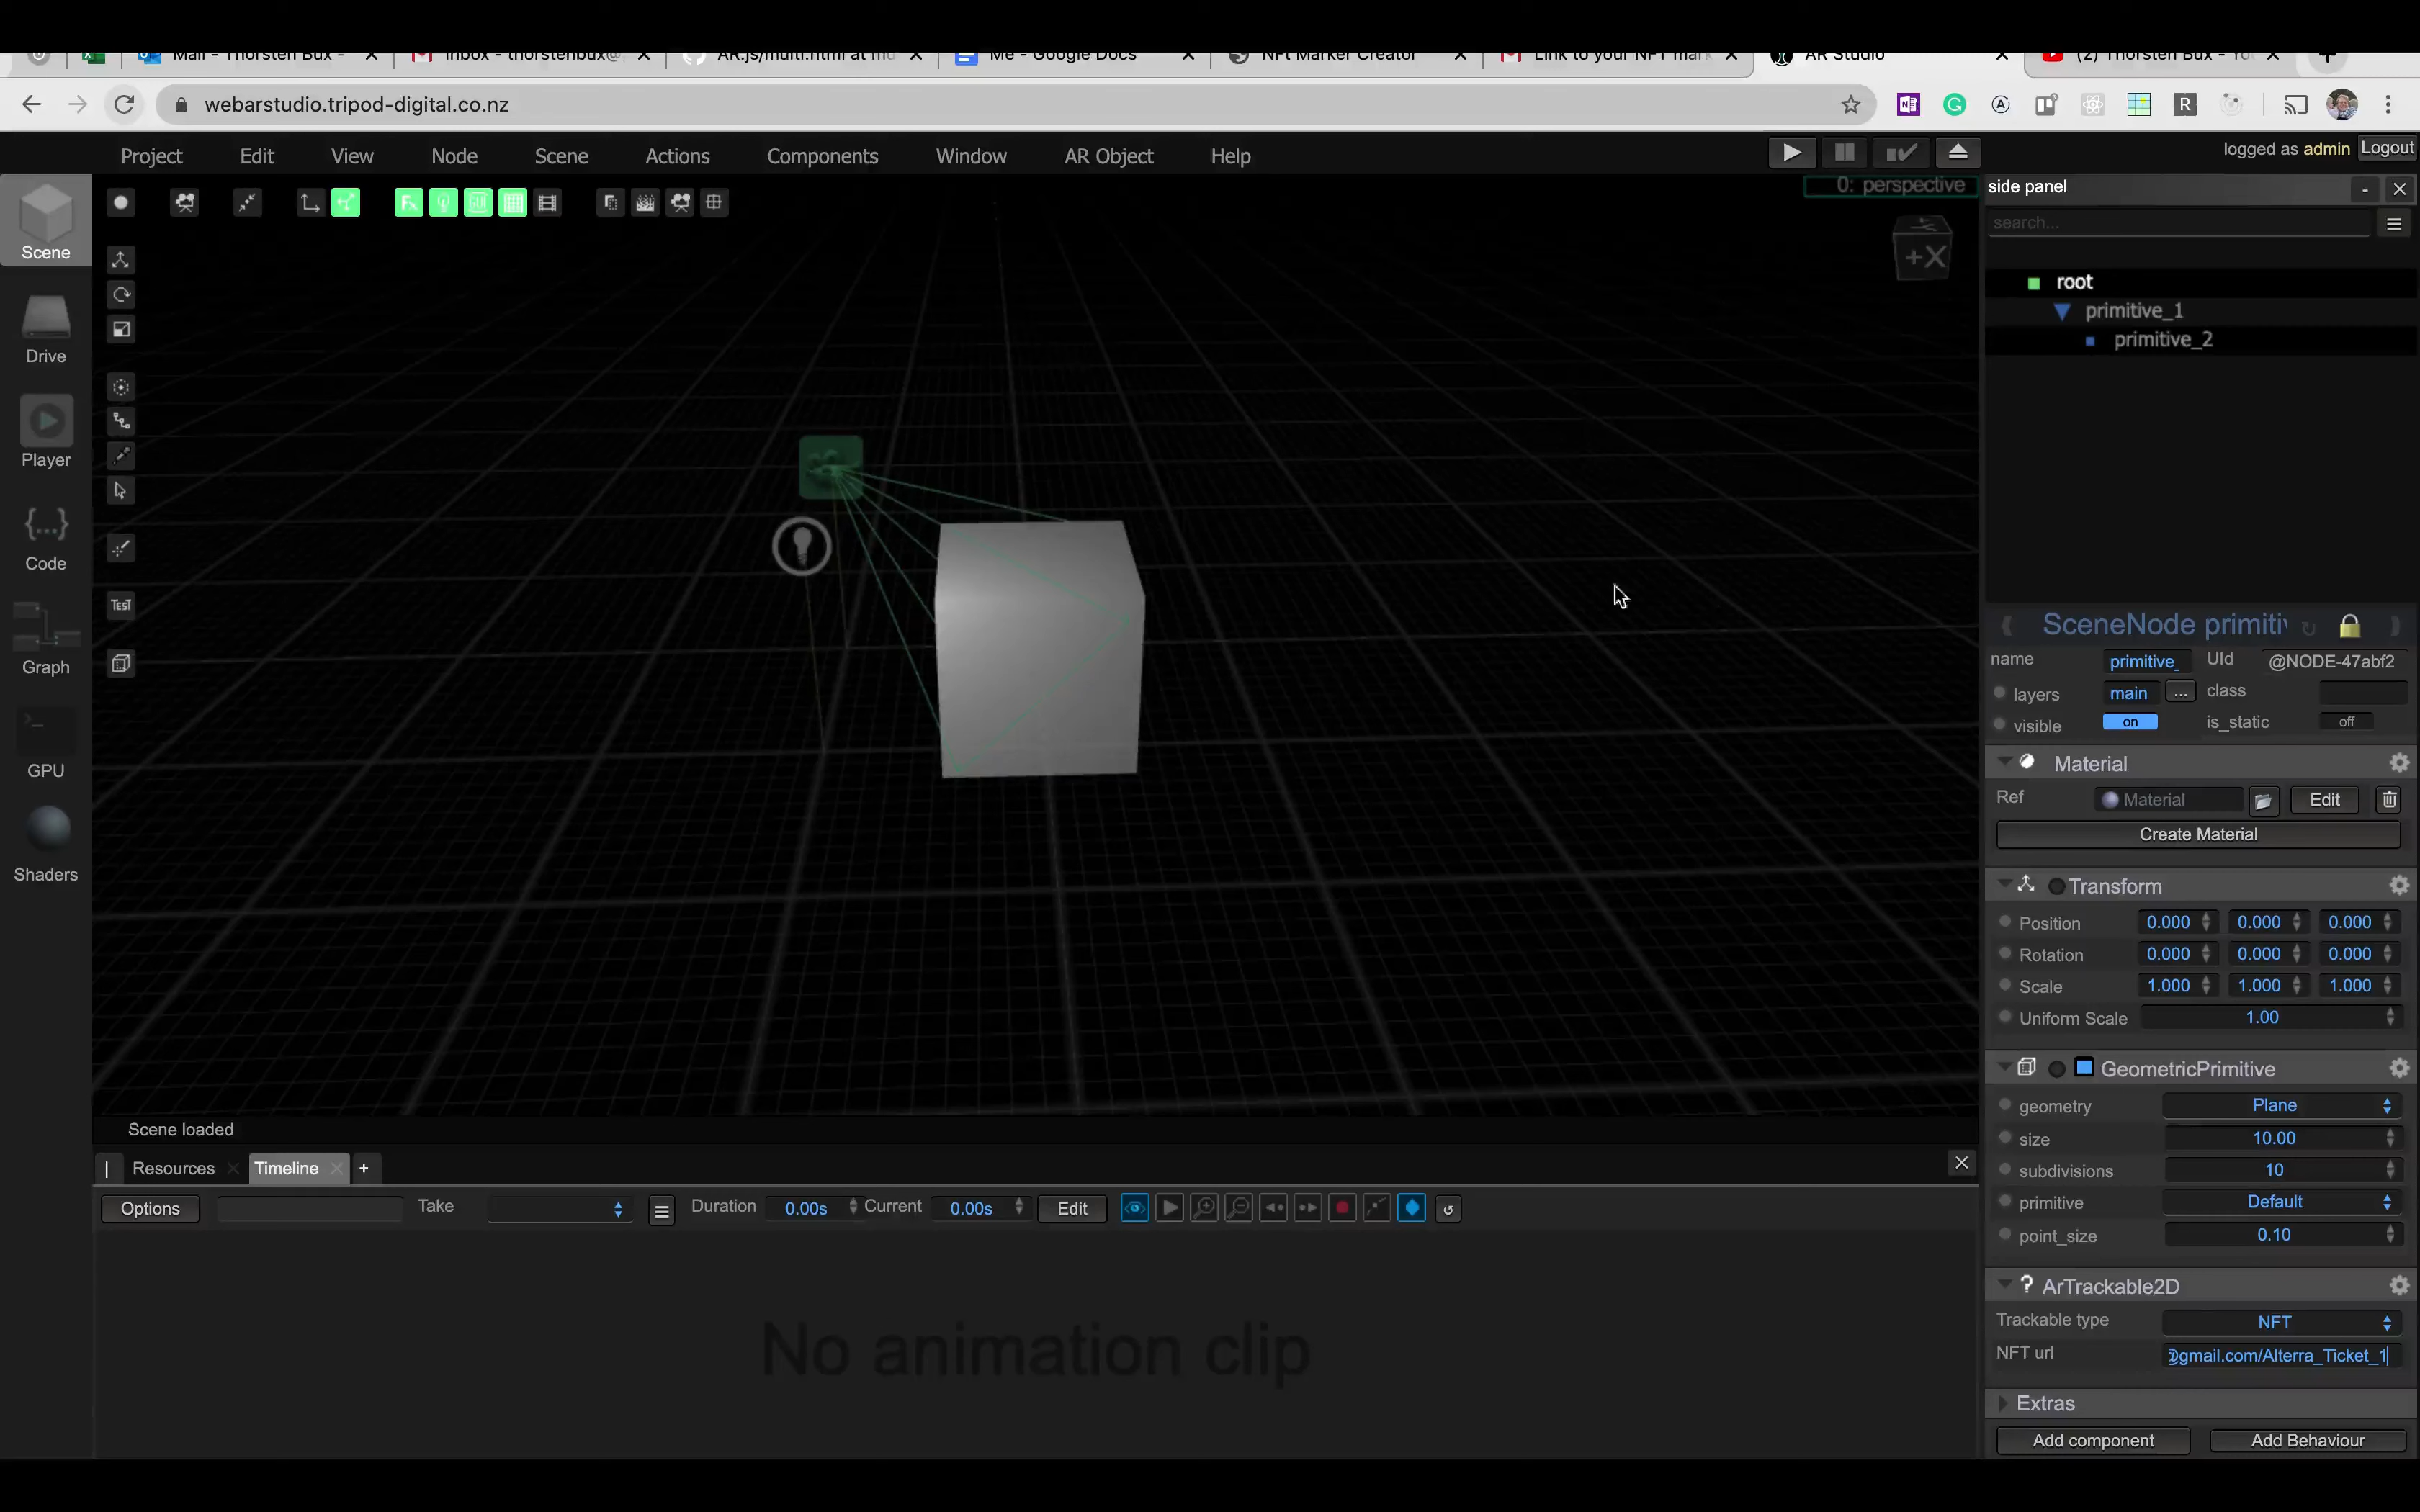 Mail - Thorsten Bux -
Inbox - thorstenbux@
AR.js/multi.html at mu
Me - Google Docs
NFT Marker Creator
Link to your NFT mark
AR Studio
(2) Thorsten Bux - Yo
webarstudio.tripod-digital.co.nz
Project Edit View Node Scene Actions Components Window AR Object Help
logged as admin Logout
0: perspective
+X
Scene
Drive
Player
{...}
Code
Graph
GPU
Shaders
TEST
side panel
search...
root
primitive_1
primitive_2
SceneNode primiti
name primitive_ UId @NODE-47abf2
layers main ... class
visible on is_static off
Material
Ref Material Edit
Create Material
Transform
Position 0.000 0.000 0.000
Rotation 0.000 0.000 0.000
Scale 1.000 1.000 1.000
Uniform Scale 1.00
GeometricPrimitive
geometry Plane
size 10.00
subdivisions 10
primitive Default
point_size 0.10
? ArTrackable2D
Trackable type NFT
NFT url @gmail.com/Alterra_Ticket_1
Extras
Add component Add Behaviour
Scene loaded
Resources Timeline +
Options Take Duration 0.00s Current 0.00s Edit
No animation clip